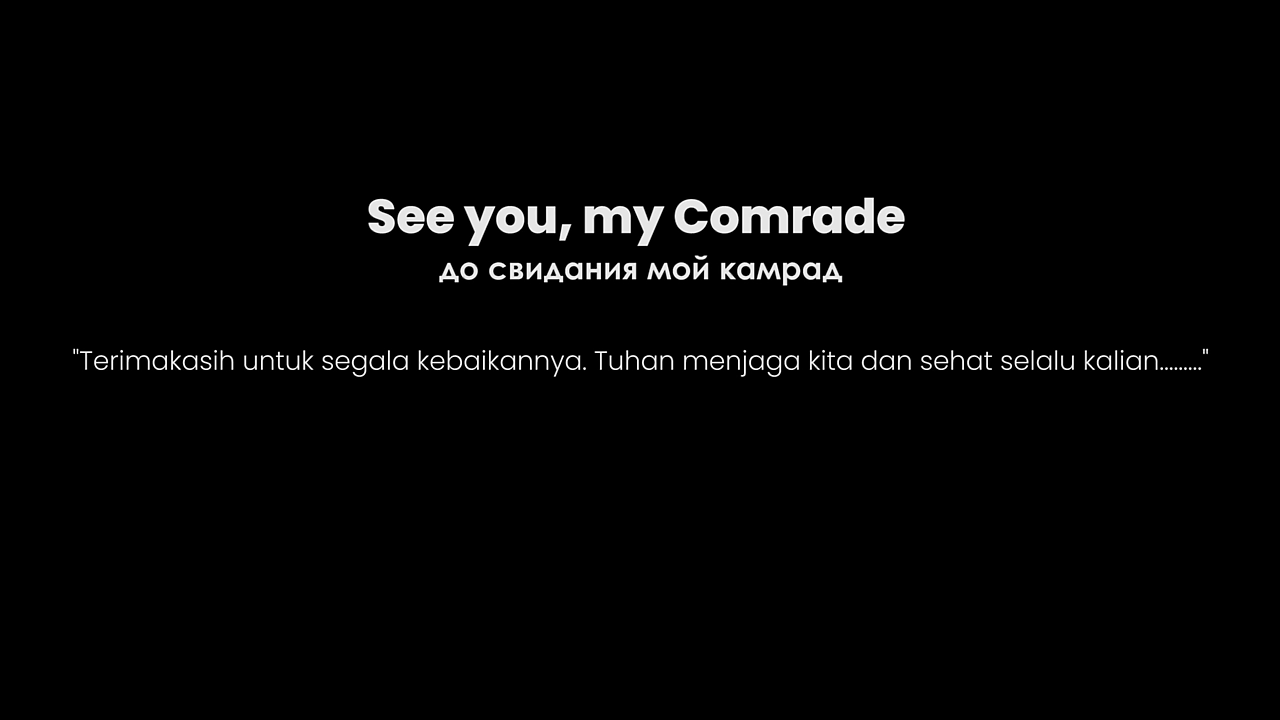 See you, my Comrade
до свидания мой камрад
"Terimakasih untuk segala kebaikannya. Tuhan menjaga kita dan sehat selalu kalian........."